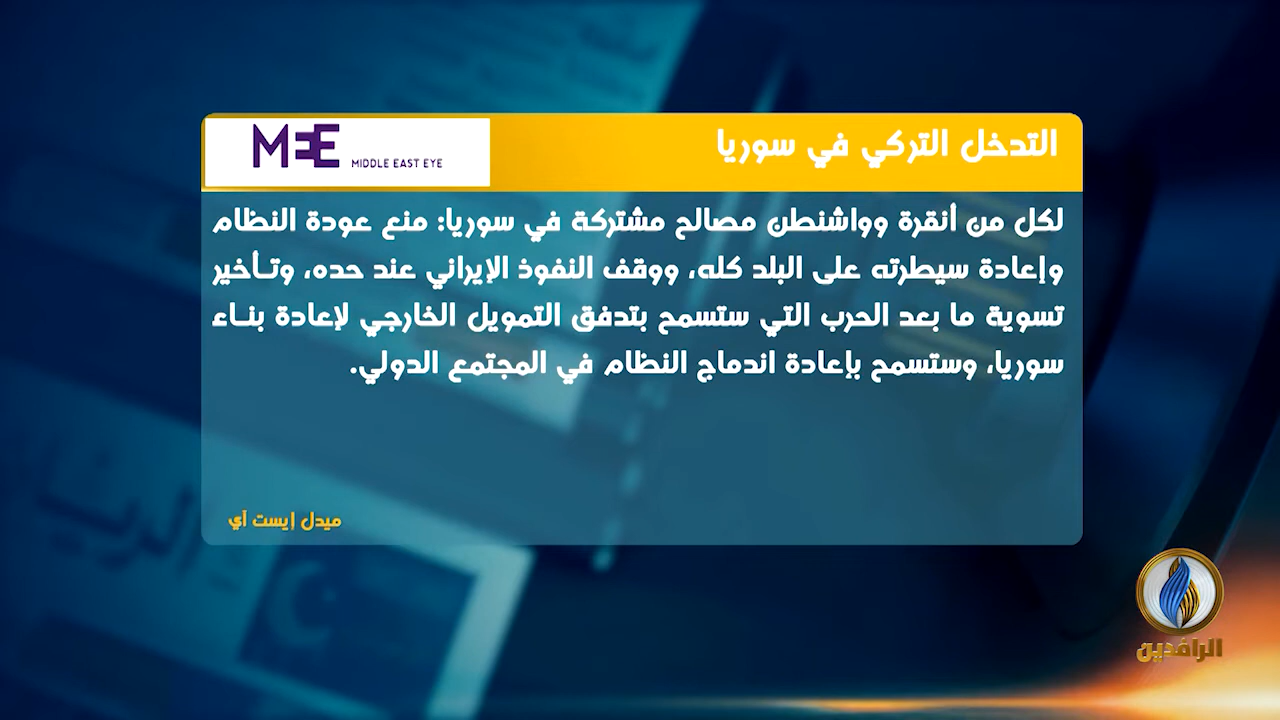 التدخل التركي في سوريا
MEE MIDDLE EAST EYE
لكل من أنقرة وواشنطن مصالح مشتركة في سوريا: منع عودة النظام
وإعادة سيطرته على البلد كله، ووقف النفوذ الإيراني عند حده، وتأخير
تسوية ما بعد الحرب التي ستسمح بتدفق التمويل الخارجي لإعادة بناء
سوريا، وستسمح بإعادة اندماج النظام في المجتمع الدولي.
ميدل إيست آي
الرافدين